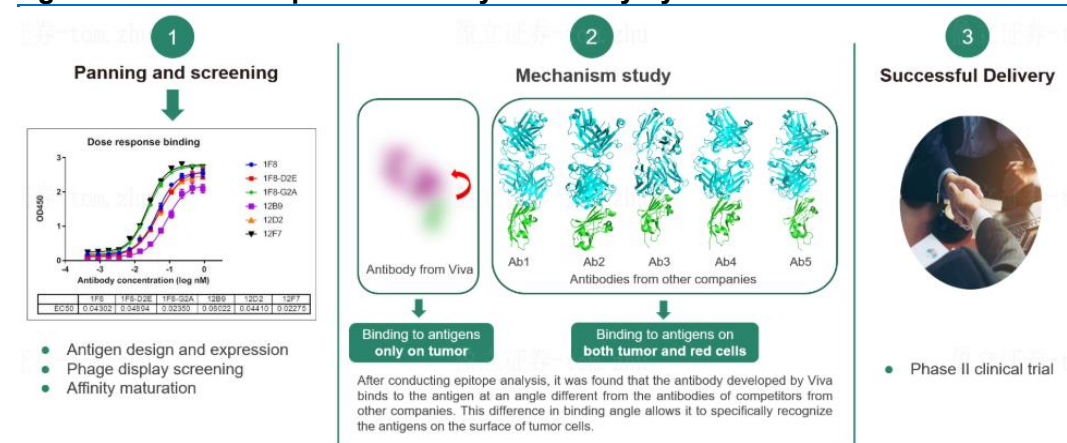 1
Panning and screening
Dose response binding
3
2
1
0
OD450
-4 -3 -2 -1 0
Antibody concentration (log nM)
1F8
1F8-D2E
1F8-G2A
12B9
12D2
12F7
1F8 1F8-D2E 1F8-G2A 12B9 12D2 12F7
EC50 0.04302 0.04894 0.02350 0.08022 0.04410 0.02275
Antigen design and expression
Phage display screening
Affinity maturation
2
Mechanism study
Antibody from Viva
Ab1 Ab2 Ab3 Ab4 Ab5
Antibodies from other companies
Binding to antigens
only on tumor
Binding to antigens on
both tumor and red cells
After conducting epitope analysis, it was found that the antibody developed by Viva
binds to the antigen at an angle different from the antibodies of competitors from
other companies. This difference in binding angle allows it to specifically recognize
the antigens on the surface of tumor cells.
3
Successful Delivery
Phase II clinical trial